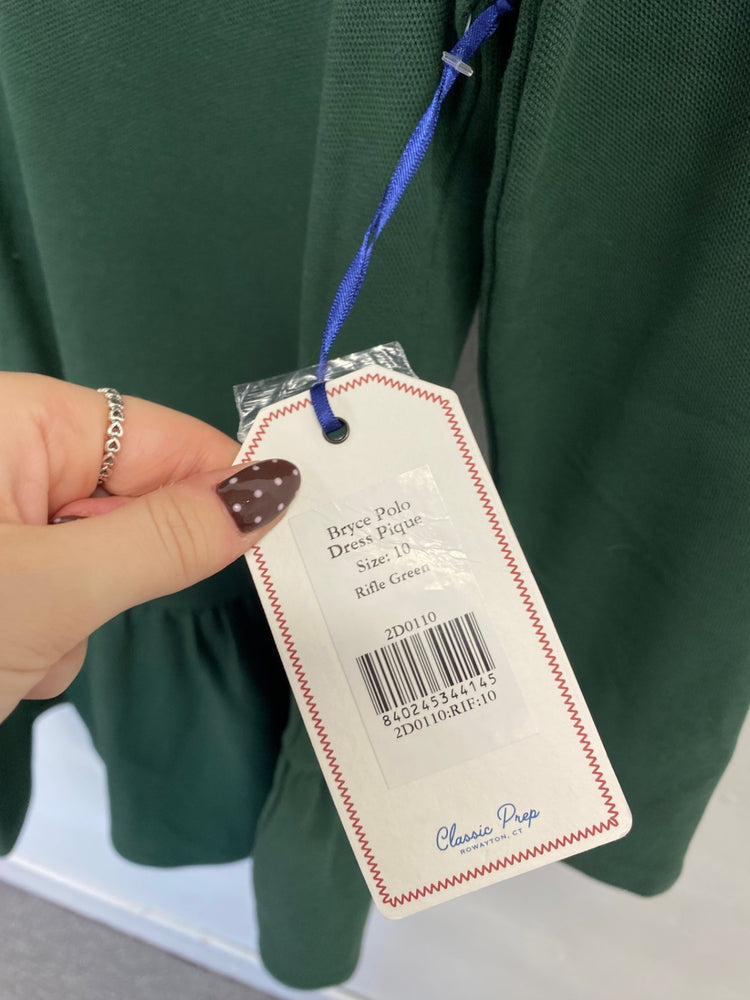 Bryce Polo
Dress Pique
Size: 10
Rifle Green
2D0110
840245344145
2D0110:RIF:10
Classic Prep
ROWAYTON, CT